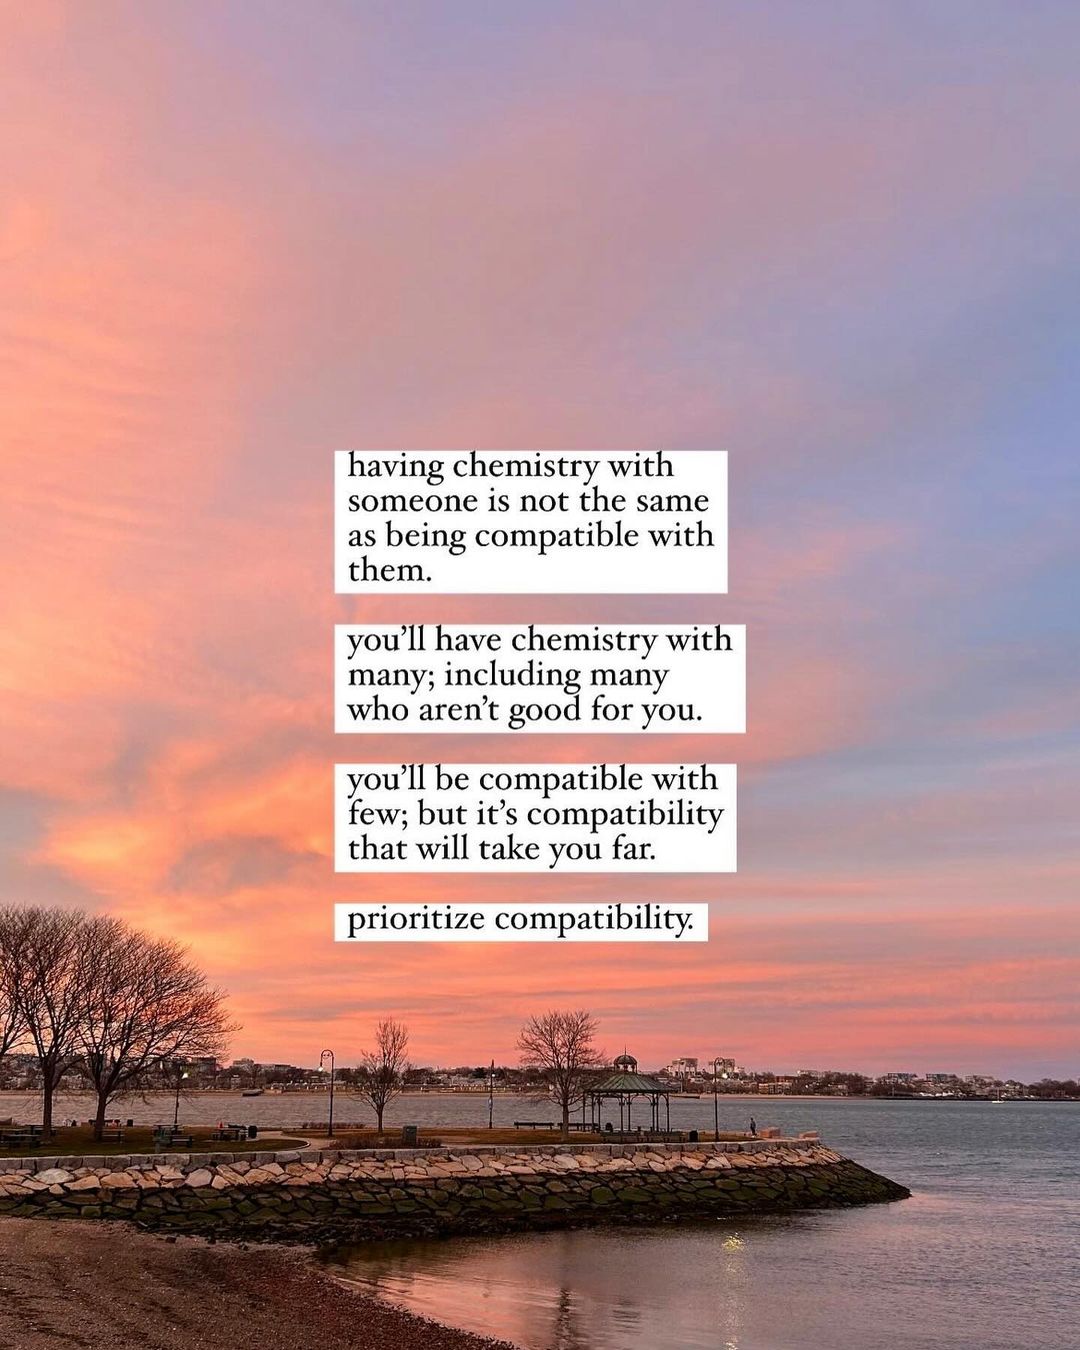 having chemistry with
someone is not the same
as being compatible with
them.
you’ll have chemistry with
many; including many
who aren’t good for you.
you’ll be compatible with
few; but it’s compatibility
that will take you far.
prioritize compatibility.